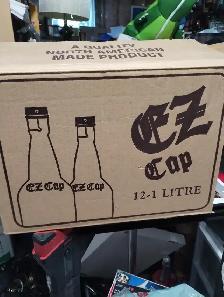 A QUALITY
NORTH AMERICAN
MADE PRODUCT
EZ
Cap
12-1 LITRE
EZ Cap
EZ Cap